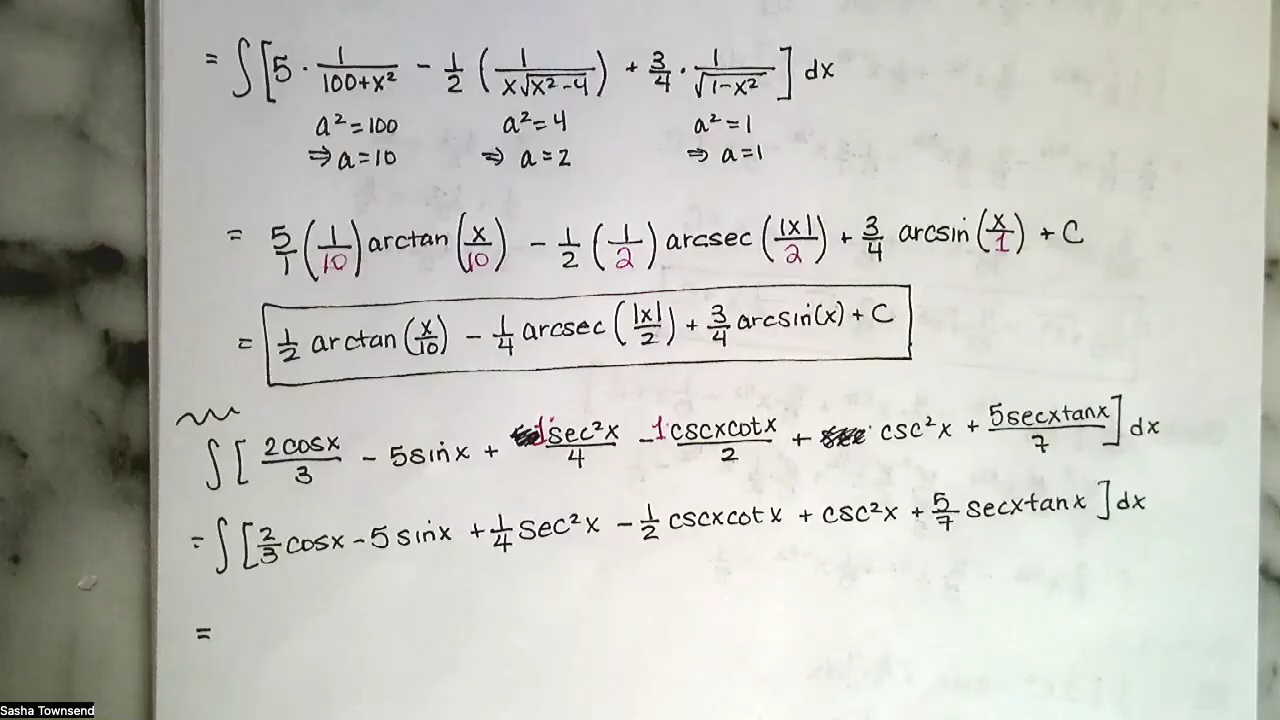 = ∫ [5 · 1/(100+x²) − 1/2 (1/(x√(x²−4))) + 3/4 · 1/√(1−x²)] dx
a² = 100 a² = 4 a² = 1
⇒ a = 10 ⇒ a = 2 ⇒ a = 1
= 5/1 (1/10) arctan (x/10) − 1/2 (1/2) arcsec (|x|/2) + 3/4 arcsin (x/1) + C
= 1/2 arctan (x/10) − 1/4 arcsec (|x|/2) + 3/4 arcsin(x) + C
∫ [2cosx/3 − 5sinx + 1sec²x/4 − 1cscxcotx/2 + csc²x + 5secxtanx/7] dx
= ∫ [2/3 cosx − 5 sinx + 1/4 sec²x − 1/2 cscxcotx + csc²x + 5/7 secxtanx] dx
=
Sasha Townsend